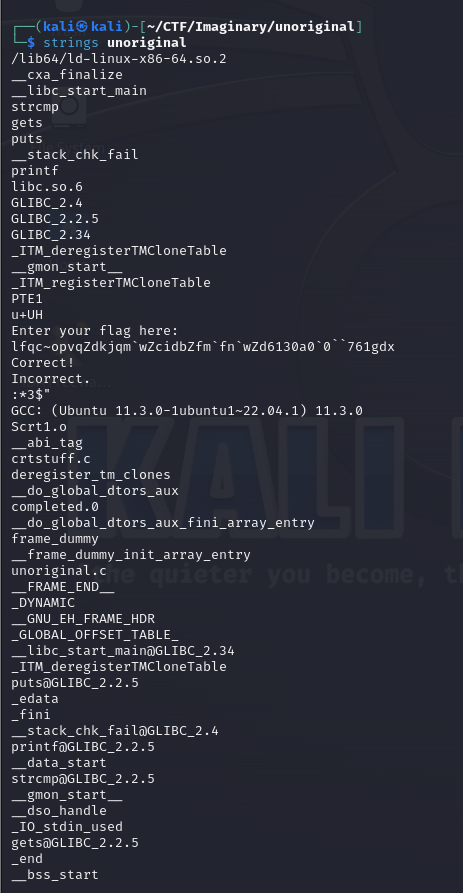 ┌──(kali㉿kali)-[~/CTF/Imaginary/unoriginal]
└─$ strings unoriginal
/lib64/ld-linux-x86-64.so.2
__cxa_finalize
__libc_start_main
strcmp
gets
puts
__stack_chk_fail
printf
libc.so.6
GLIBC_2.4
GLIBC_2.2.5
GLIBC_2.34
_ITM_deregisterTMCloneTable
__gmon_start__
_ITM_registerTMCloneTable
PTE1
u+UH
Enter your flag here:
lfqc~opvqZdkjqm`wZcidbZfm`fn`wZd6130a0`0``761gdx
Correct!
Incorrect.
:*3$"
GCC: (Ubuntu 11.3.0-1ubuntu1~22.04.1) 11.3.0
Scrt1.o
__abi_tag
crtstuff.c
deregister_tm_clones
__do_global_dtors_aux
completed.0
__do_global_dtors_aux_fini_array_entry
frame_dummy
__frame_dummy_init_array_entry
unoriginal.c
__FRAME_END__
_DYNAMIC
__GNU_EH_FRAME_HDR
_GLOBAL_OFFSET_TABLE_
__libc_start_main@GLIBC_2.34
_ITM_deregisterTMCloneTable
puts@GLIBC_2.2.5
_edata
_fini
__stack_chk_fail@GLIBC_2.4
printf@GLIBC_2.2.5
__data_start
strcmp@GLIBC_2.2.5
__gmon_start__
__dso_handle
_IO_stdin_used
gets@GLIBC_2.2.5
_end
__bss_start
KALI
the quieter you become,